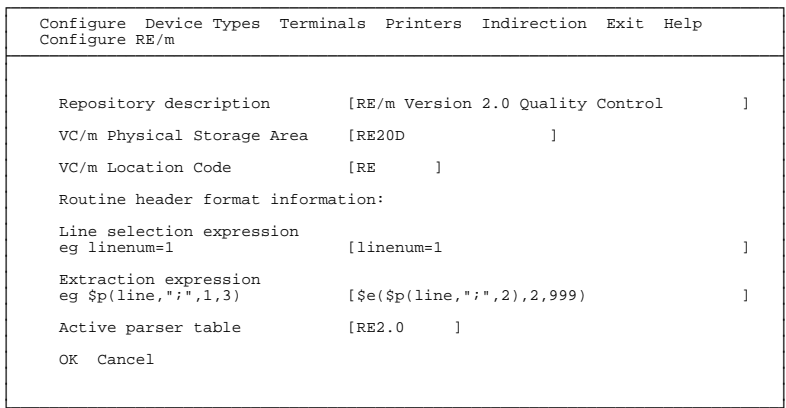 Configure Device Types Terminals Printers Indirection Exit Help
Configure RE/m
Repository description [RE/m Version 2.0 Quality Control ]
VC/m Physical Storage Area [RE20D ]
VC/m Location Code [RE ]
Routine header format information:
Line selection expression
eg linenum=1 [linenum=1 ]
Extraction expression
eg $p(line,";",1,3) [$e($p(line,";",2),2,999) ]
Active parser table [RE2.0 ]
OK Cancel